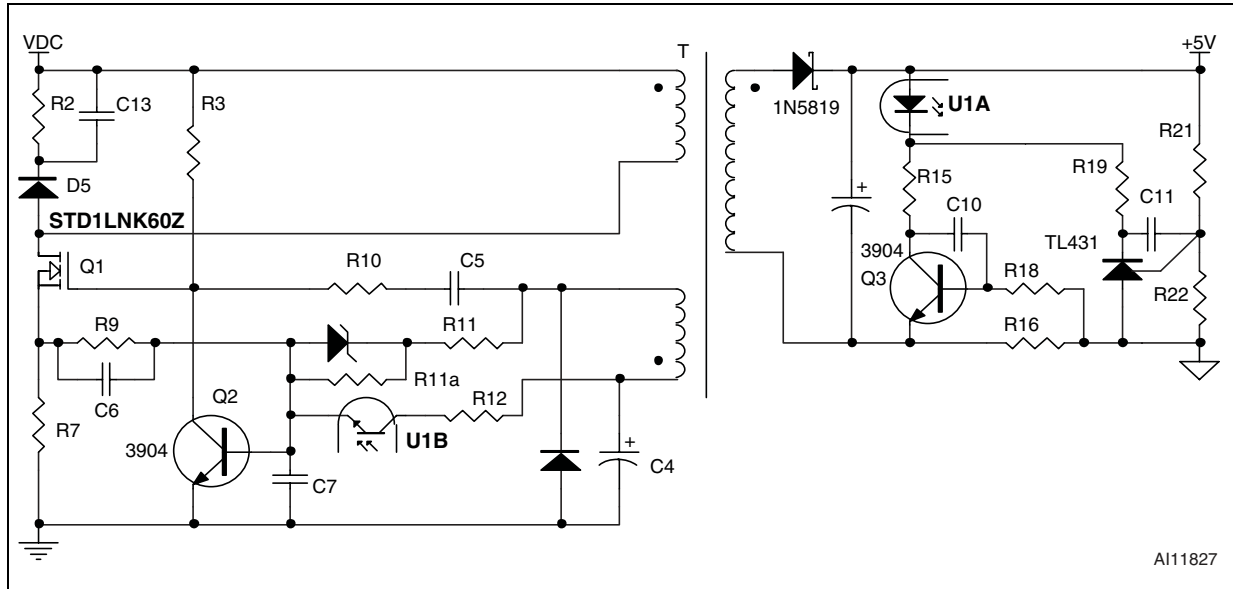 VDC
T
+5V
R2
C13
R3
1N5819
U1A
R21
D5
R15
R19
C11
STD1LNK60Z
C10
TL431
Q1
R10
C5
3904
Q3
R18
R22
R9
R11
R16
C6
Q2
R11a
R12
R7
3904
U1B
C7
+
C4
+
AI11827